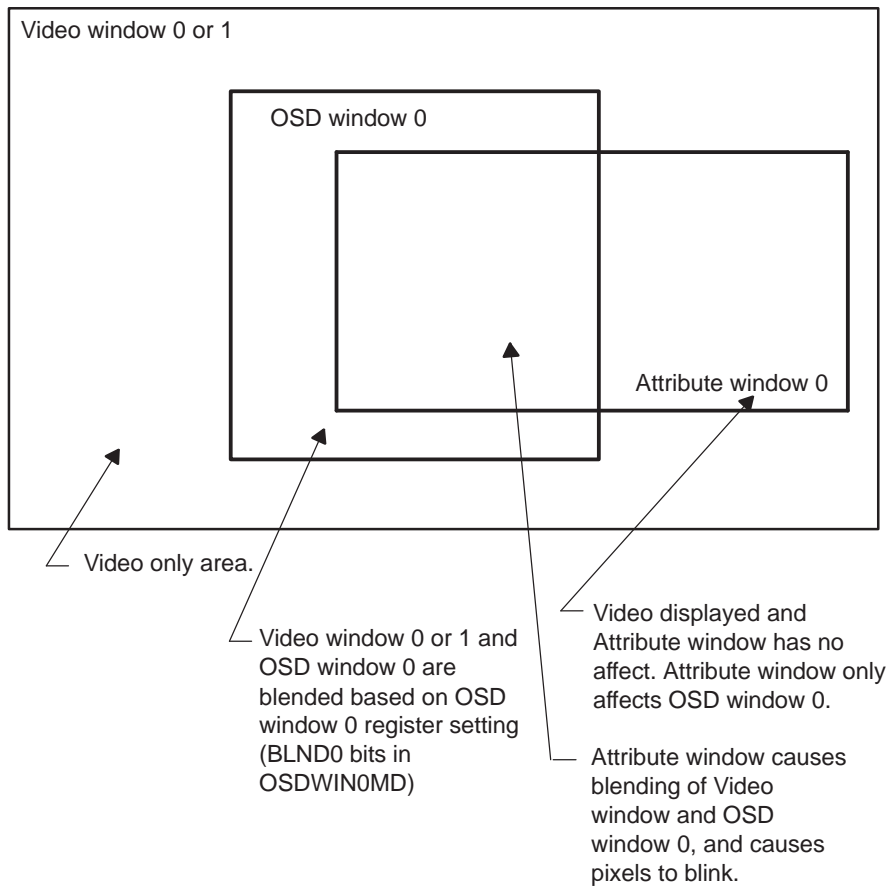 Video window 0 or 1
OSD window 0
Attribute window 0
Video only area.
Video window 0 or 1 and
OSD window 0 are
blended based on OSD
window 0 register setting
(BLND0 bits in
OSDWIN0MD)
Video displayed and
Attribute window has no
affect. Attribute window only
affects OSD window 0.
Attribute window causes
blending of Video
window and OSD
window 0, and causes
pixels to blink.